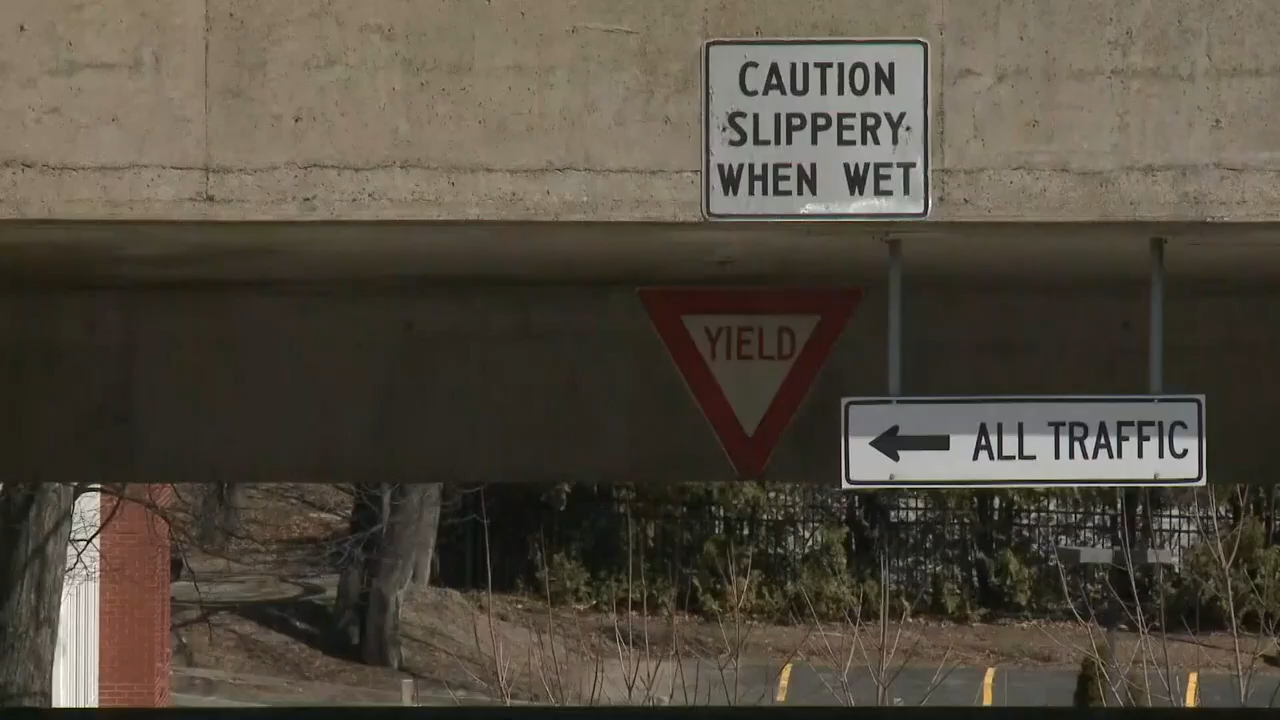 CAUTION
SLIPPERY
WHEN WET
YIELD
ALL TRAFFIC